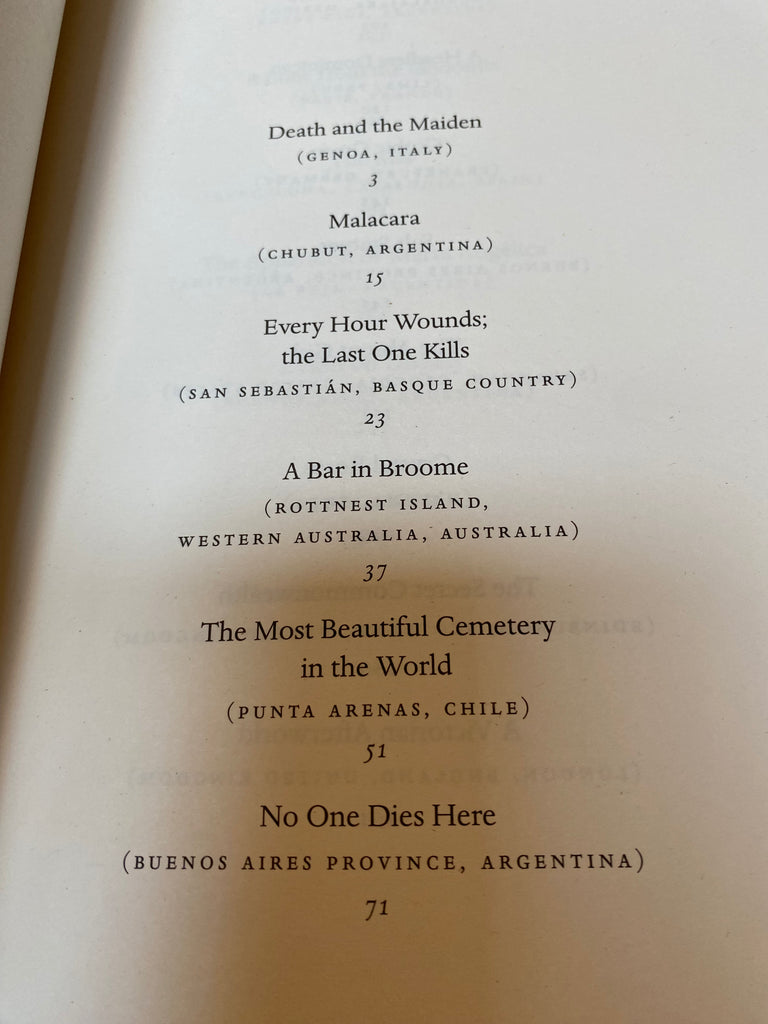 Death and the Maiden
(GENOA, ITALY)
3
Malacara
(CHUBUT, ARGENTINA)
15
Every Hour Wounds;
the Last One Kills
(SAN SEBASTIÁN, BASQUE COUNTRY)
23
A Bar in Broome
(ROTTNEST ISLAND,
WESTERN AUSTRALIA, AUSTRALIA)
37
The Most Beautiful Cemetery
in the World
(PUNTA ARENAS, CHILE)
51
No One Dies Here
(BUENOS AIRES PROVINCE, ARGENTINA)
71